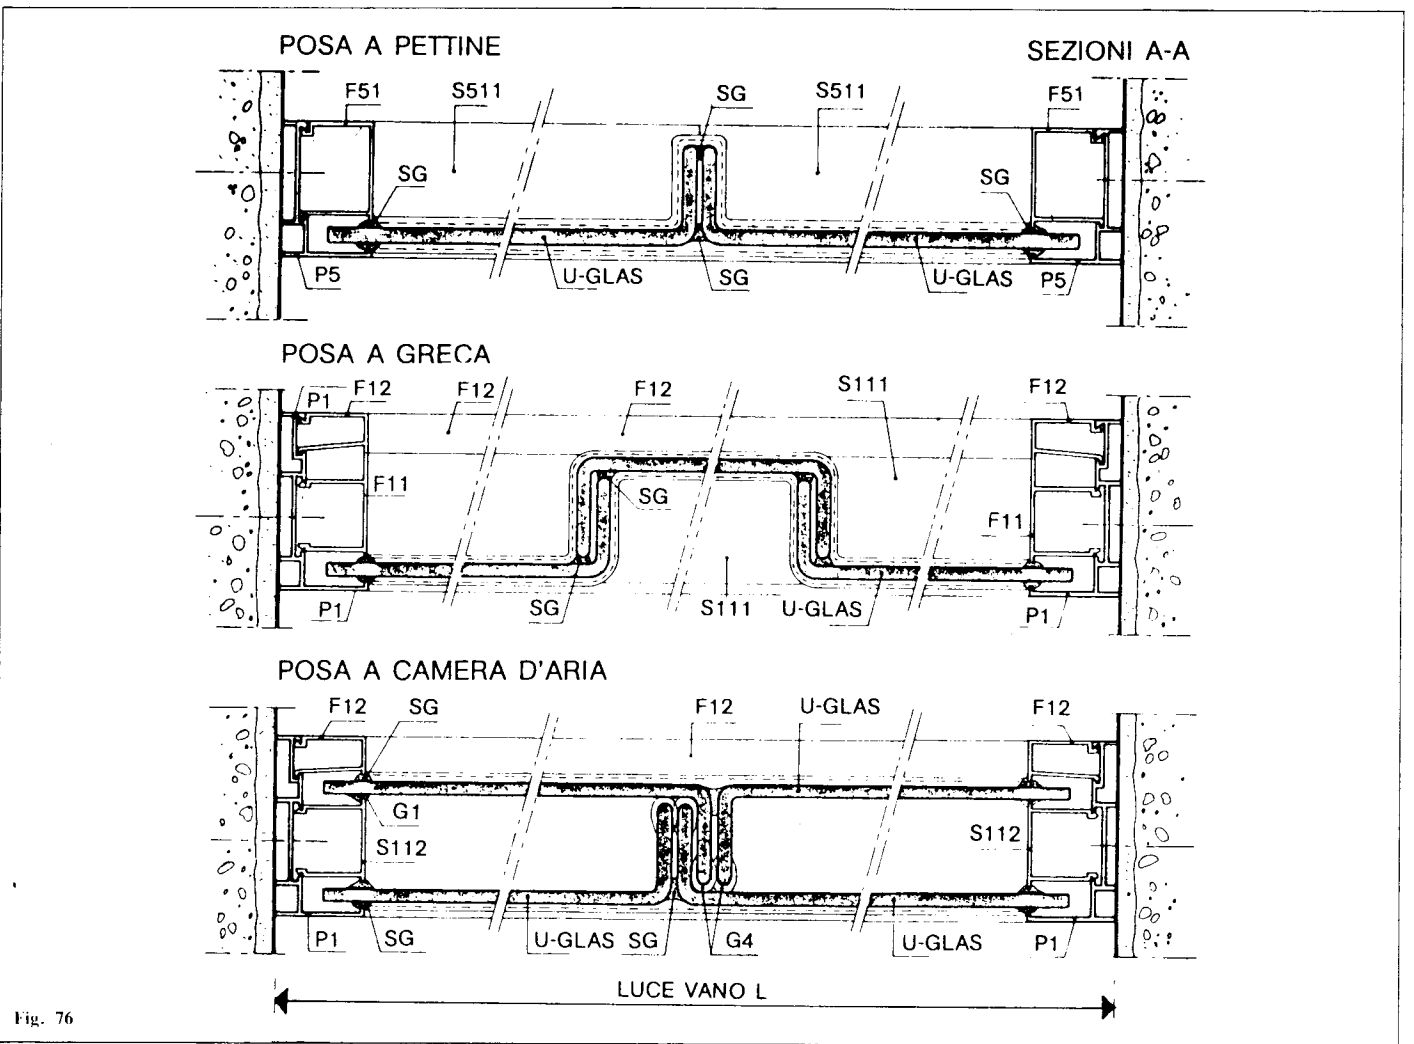 POSA A PETTINE
SEZIONI A-A
F51 S511 SG S511 F51
SG SG
P5 U-GLAS SG U-GLAS P5
POSA A GRECA
P1 F12 F12 F12 S111 F12
F11 SG F11
P1 SG S111 U-GLAS P1
POSA A CAMERA D'ARIA
F12 SG F12 U-GLAS F12
G1
S112 S112
P1 SG U-GLAS SG G4 U-GLAS P1
LUCE VANO L
Fig. 76